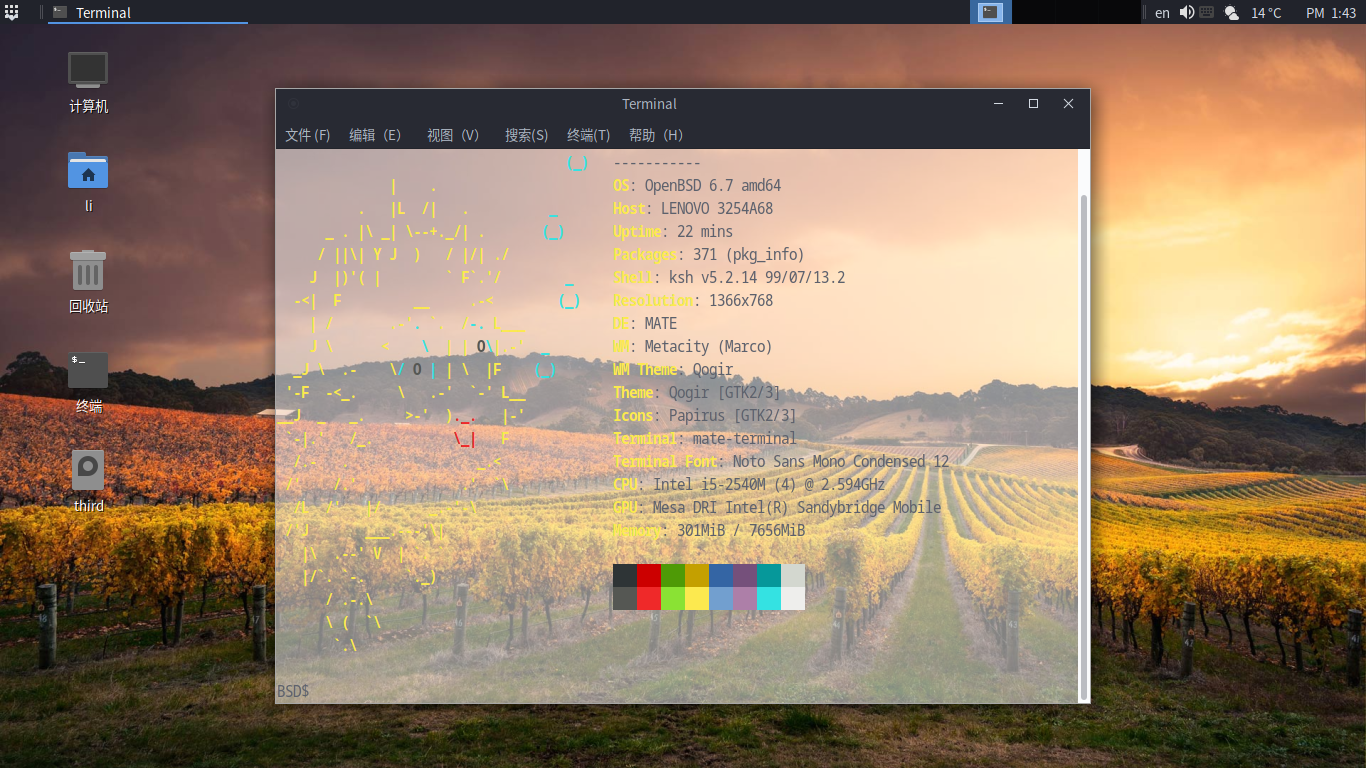 Terminal
en
14 °C
PM 1:43
计算机
li
回收站
终端
third
Terminal
文件 (F) 编辑（E） 视图（V） 搜索(S) 终端(T) 帮助（H）
-----------
OS: OpenBSD 6.7 amd64
Host: LENOVO 3254A68
Uptime: 22 mins
Packages: 371 (pkg_info)
Shell: ksh v5.2.14 99/07/13.2
Resolution: 1366x768
DE: MATE
WM: Metacity (Marco)
WM Theme: Qogir
Theme: Qogir [GTK2/3]
Icons: Papirus [GTK2/3]
Terminal: mate-terminal
Terminal Font: Noto Sans Mono Condensed 12
CPU: Intel i5-2540M (4) @ 2.594GHz
GPU: Mesa DRI Intel(R) Sandybridge Mobile
Memory: 301MiB / 7656MiB
BSD$